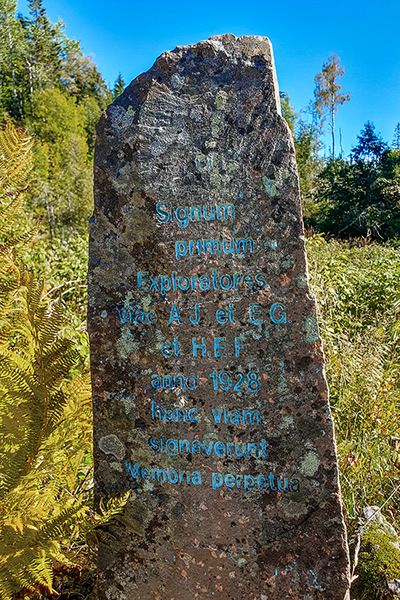 Signum
primum
Exploratores
viae A.J. et E.G.
et H.E.F.
anno 1928
hanc viam
signaverunt
Memoria perpetua